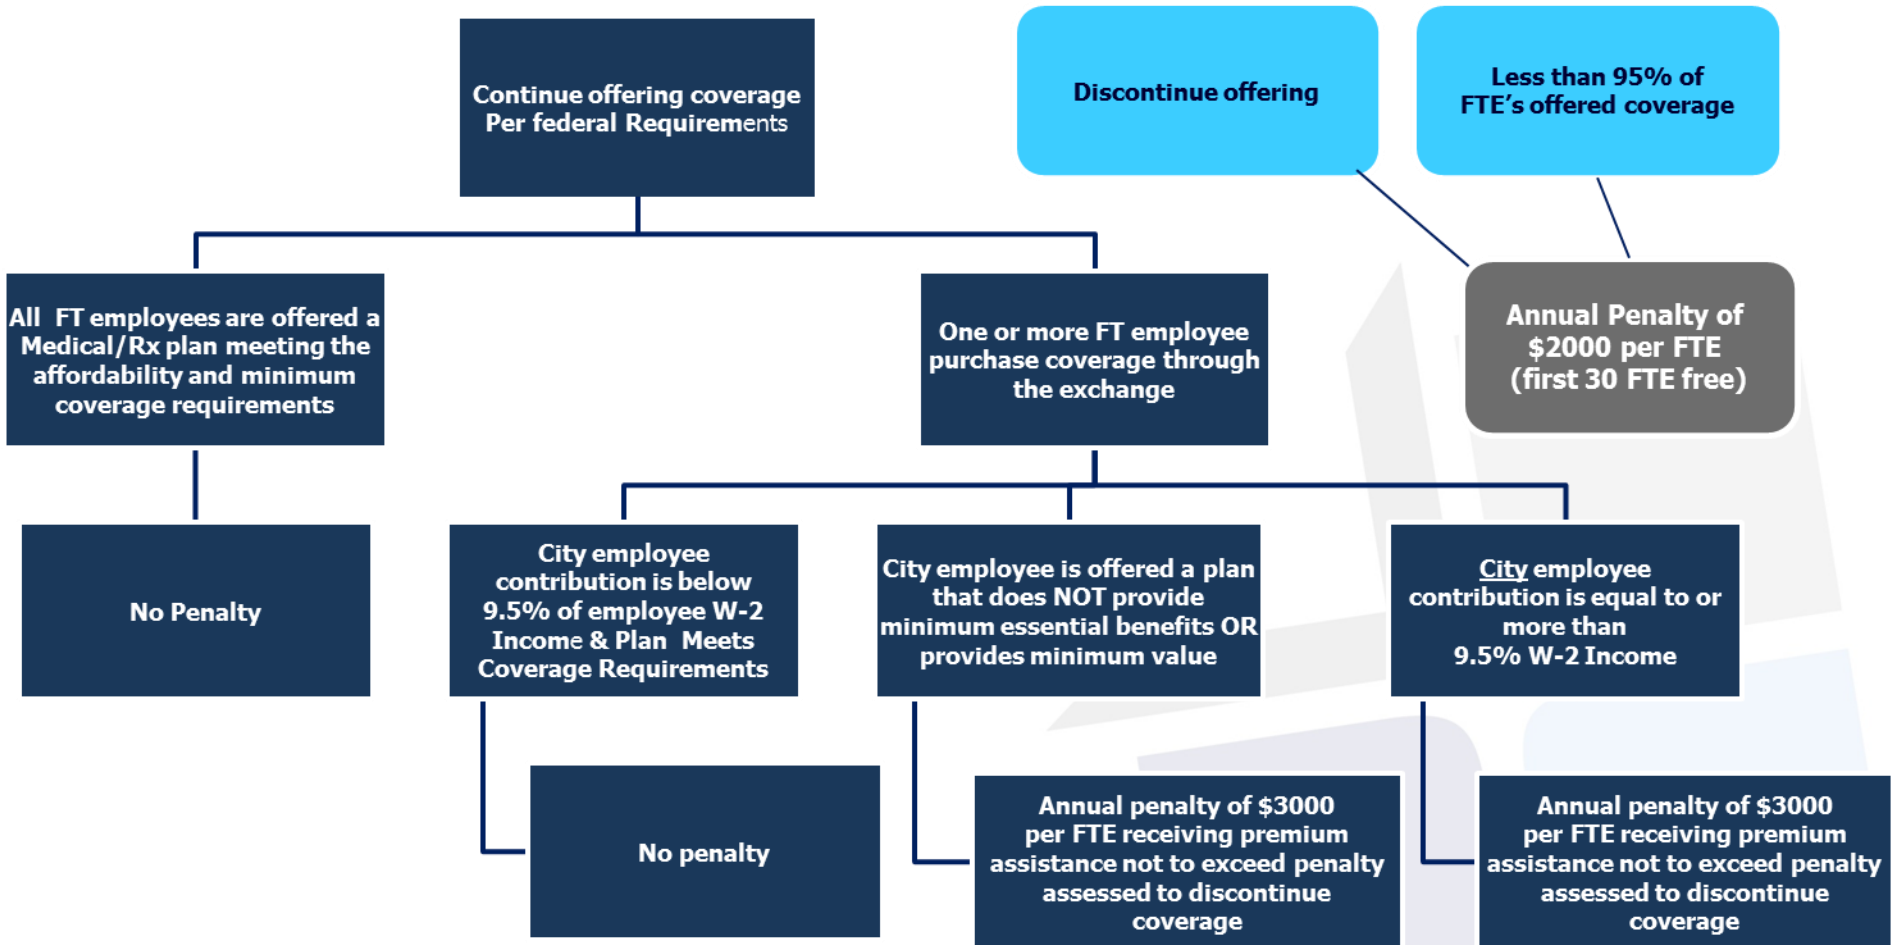 Continue offering coverage
Per federal Requirements
Discontinue offering
Less than 95% of
FTE’s offered coverage
All FT employees are offered a
Medical/Rx plan meeting the
affordability and minimum
coverage requirements
One or more FT employee
purchase coverage through
the exchange
Annual Penalty of
$2000 per FTE
(first 30 FTE free)
No Penalty
City employee
contribution is below
9.5% of employee W-2
Income & Plan Meets
Coverage Requirements
City employee is offered a plan
that does NOT provide
minimum essential benefits OR
provides minimum value
City employee
contribution is equal to or
more than
9.5% W-2 Income
No penalty
Annual penalty of $3000
per FTE receiving premium
assistance not to exceed penalty
assessed to discontinue
coverage
Annual penalty of $3000
per FTE receiving premium
assistance not to exceed penalty
assessed to discontinue
coverage